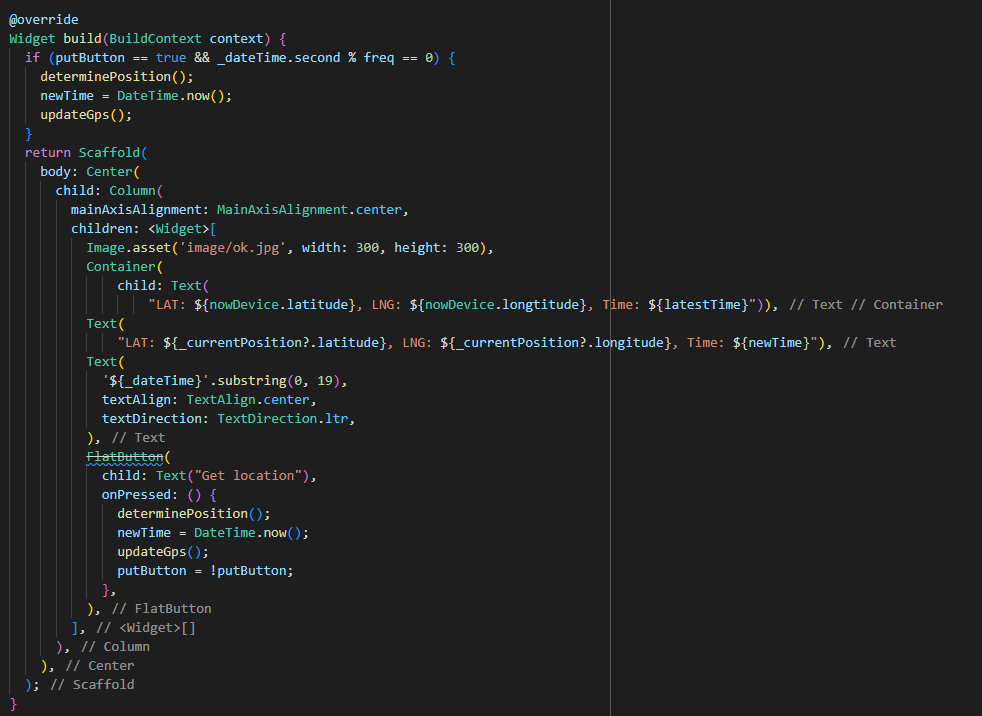 @override
Widget build(BuildContext context) {
if (putButton == true && _dateTime.second % freq == 0) {
determinePosition();
newTime = DateTime.now();
updateGps();
}
return Scaffold(
body: Center(
child: Column(
mainAxisAlignment: MainAxisAlignment.center,
children: <Widget>[
Image.asset('image/ok.jpg', width: 300, height: 300),
Container(
child: Text(
"LAT: ${nowDevice.latitude}, LNG: ${nowDevice.longtitude}, Time: ${latestTime}")), // Text // Container
Text(
"LAT: ${_currentPosition?.latitude}, LNG: ${_currentPosition?.longitude}, Time: ${newTime}"), // Text
Text(
'${_dateTime}'.substring(0, 19),
textAlign: TextAlign.center,
textDirection: TextDirection.ltr,
), // Text
FlatButton(
child: Text("Get location"),
onPressed: () {
determinePosition();
newTime = DateTime.now();
updateGps();
putButton = !putButton;
},
), // FlatButton
], // <Widget>[]
), // Column
), // Center
); // Scaffold
}